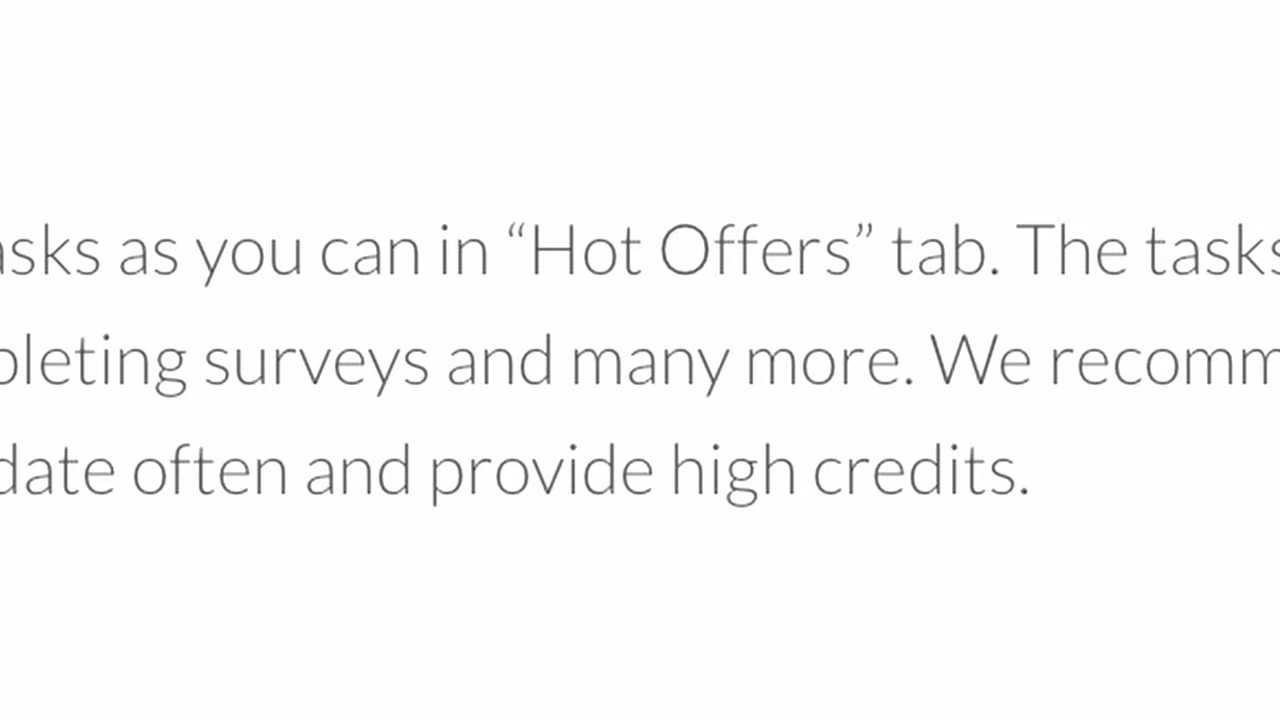 asks as you can in “Hot Offers” tab. The tasks
pleting surveys and many more. We recomm
date often and provide high credits.